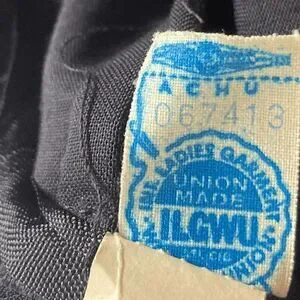 ACHU
067413
LADIES GARMENT
UNION
MADE
ILGWU